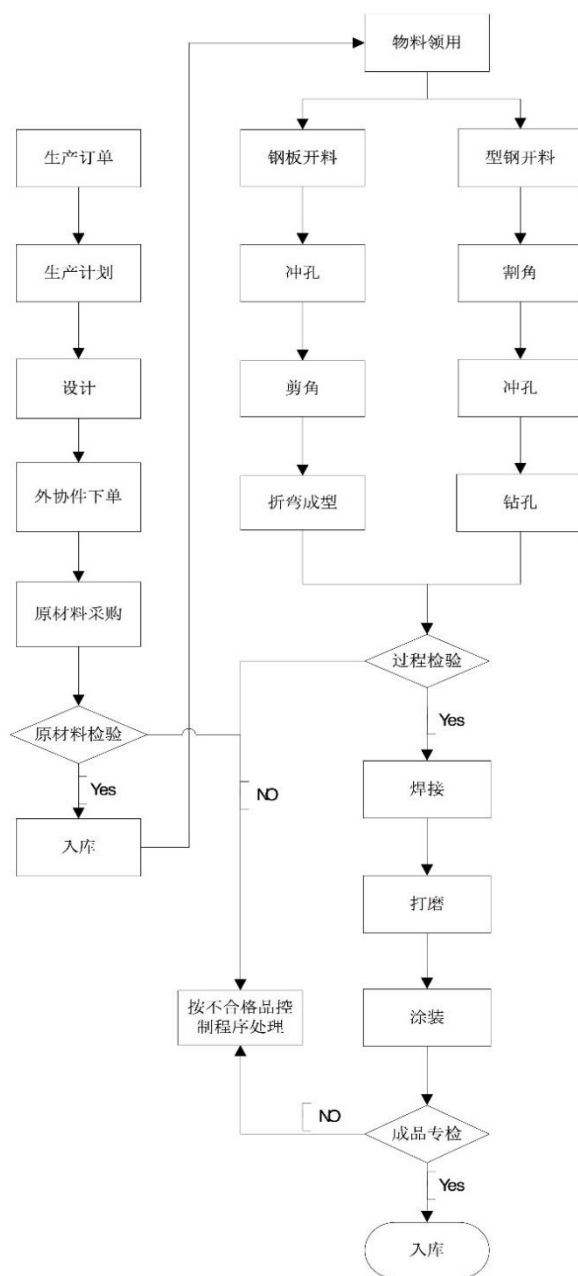 物料领用
生产订单
钢板开料
型钢开料
生产计划
冲孔
割角
设计
剪角
冲孔
外协件下单
折弯成型
钻孔
原材料采购
过程检验
原材料检验
Yes
Yes
NO
焊接
入库
打磨
按不合格品控
制程序处理
涂装
NO
成品专检
Yes
入库